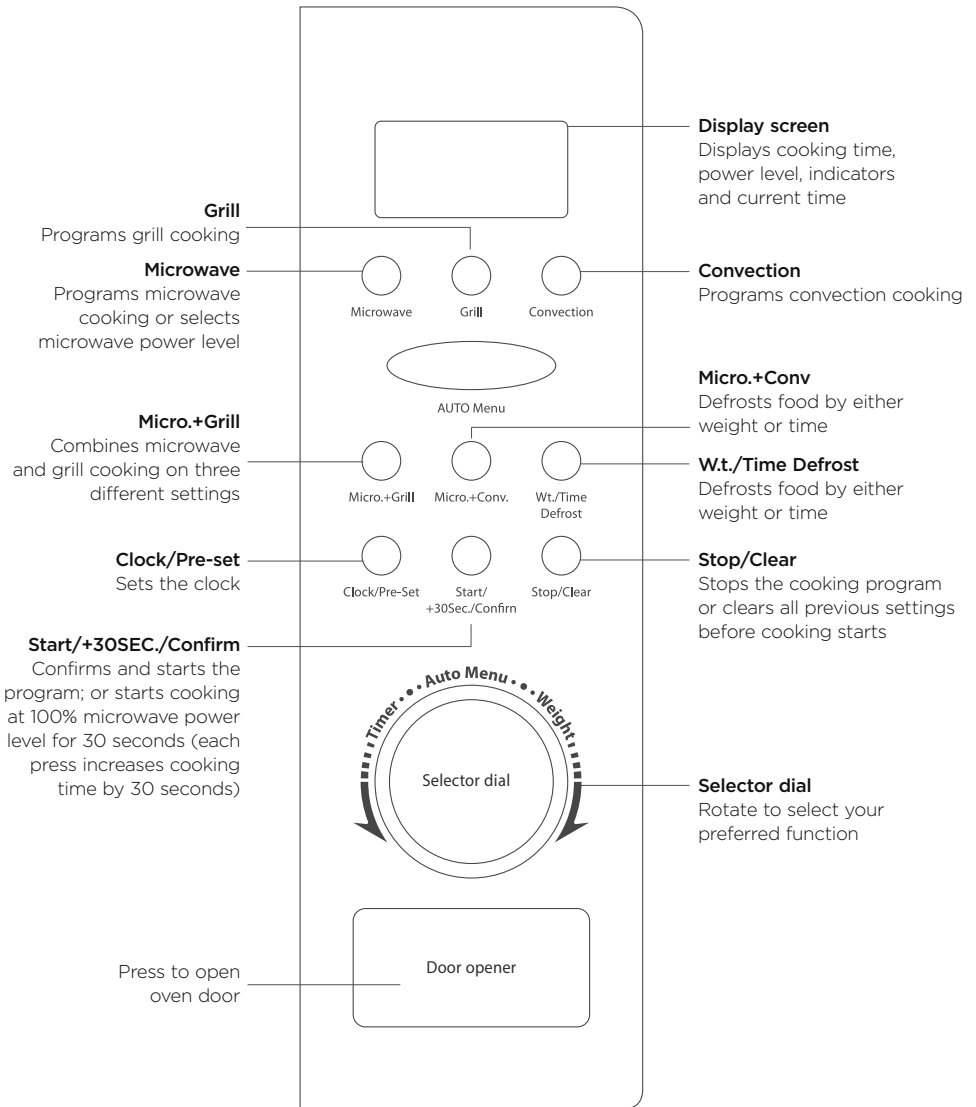 Display screen
Displays cooking time,
power level, indicators
and current time
Grill
Programs grill cooking
Microwave
Programs microwave
cooking or selects
microwave power level
Convection
Programs convection cooking
Microwave
Grill
Convection
AUTO Menu
Micro.+Conv
Defrosts food by either
weight or time
Micro.+Grill
Combines microwave
and grill cooking on three
different settings
W.t./Time Defrost
Defrosts food by either
weight or time
Micro.+Grill
Micro.+Conv.
Wt./Time
Defrost
Clock/Pre-set
Sets the clock
Stop/Clear
Stops the cooking program
or clears all previous settings
before cooking starts
Clock/Pre-Set
Start/
+30Sec./Confirn
Stop/Clear
Start/+30SEC./Confirm
Confirms and starts the
program; or starts cooking
at 100% microwave power
level for 30 seconds (each
press increases cooking
time by 30 seconds)
Timer Auto Menu Weight
Selector dial
Selector dial
Rotate to select your
preferred function
Press to open
oven door
Door opener